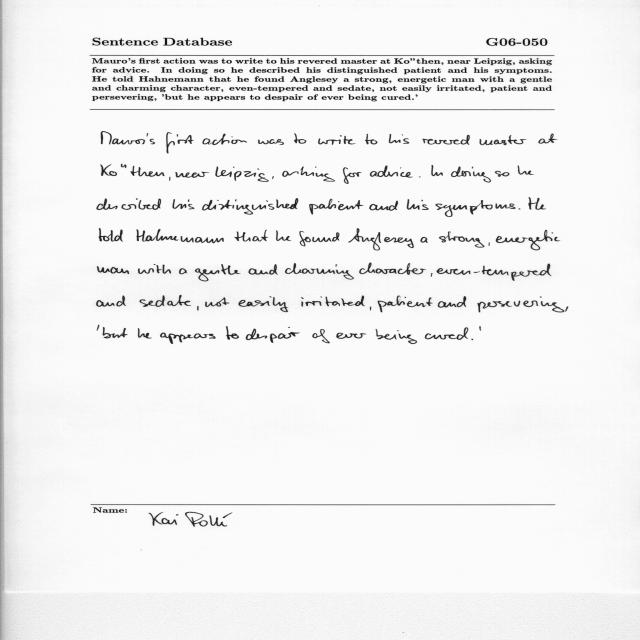 Sentence Database G06-050
Mauro's first action was to write to his revered master at Ko"then, near Leipzig, asking
for advice. In doing so he described his distinguished patient and his symptoms.
He told Hahnemann that he found Anglesey a strong, energetic man with a gentle
and charming character, even-tempered and sedate, not easily irritated, patient and
persevering, 'but he appears to despair of ever being cured.'
Mauro's first action was to write to his revered master at
Ko"then, near Leipzig, asking for advice. In doing so he
described his distinguished patient and his symptoms. He
told Hahnemann that he found Anglesey a strong, energetic
man with a gentle and charming character, even-tempered
and sedate, not easily irritated, patient and persevering,
'but he appears to despair of ever being cured.'
Name:
Kai